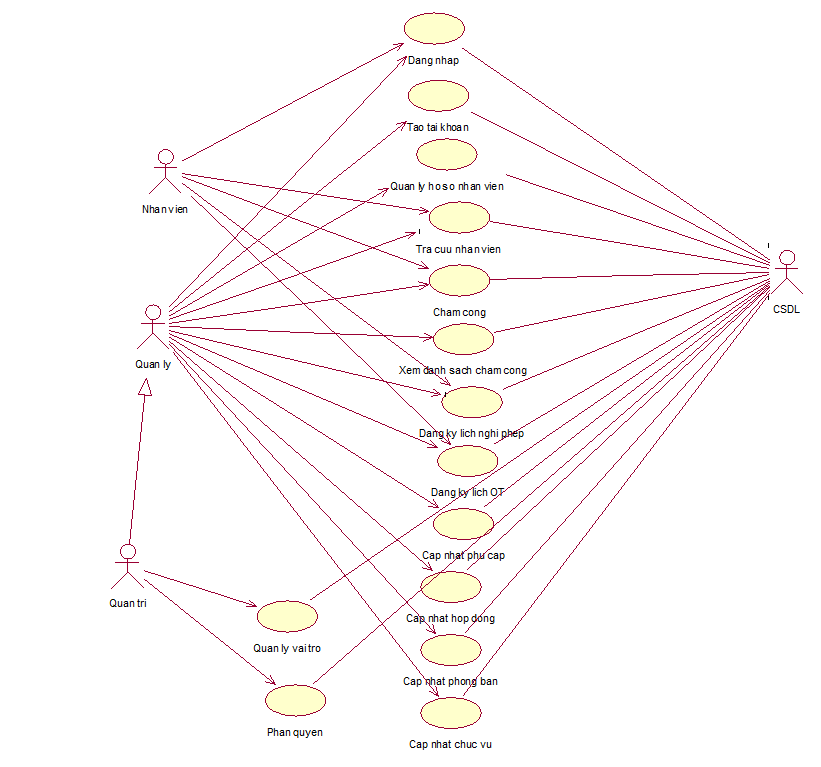 Dang nhap
Tao tai khoan
Quan ly ho so nhan vien
Nhan vien
Tra cuu nhan vien
Cham cong
CSDL
Quan ly
Xem danh sach cham cong
Dang ky lich nghi phep
Dang ky lich OT
Cap nhat phu cap
Quan tri
Cap nhat hop dong
Quan ly vai tro
Cap nhat phong ban
Phan quyen
Cap nhat chuc vu